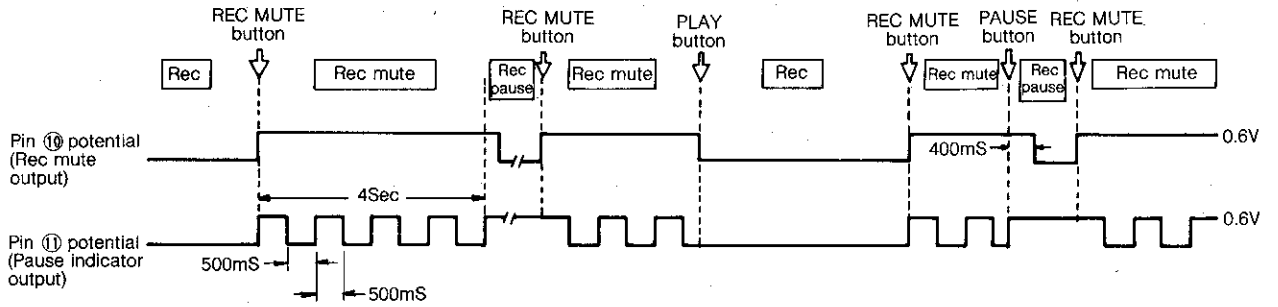 REC MUTE
button
REC MUTE
button
PLAY
button
REC MUTE
button
PAUSE
button
REC MUTE
button
Rec
Rec mute
Rec
pause
Rec mute
Rec
Rec mute
Rec
pause
Rec mute
Pin ⑩ potential
(Rec mute
output)
400mS
0.6V
4Sec
Pin ⑪ potential
(Pause indicator
output)
0.6V
500mS
500mS